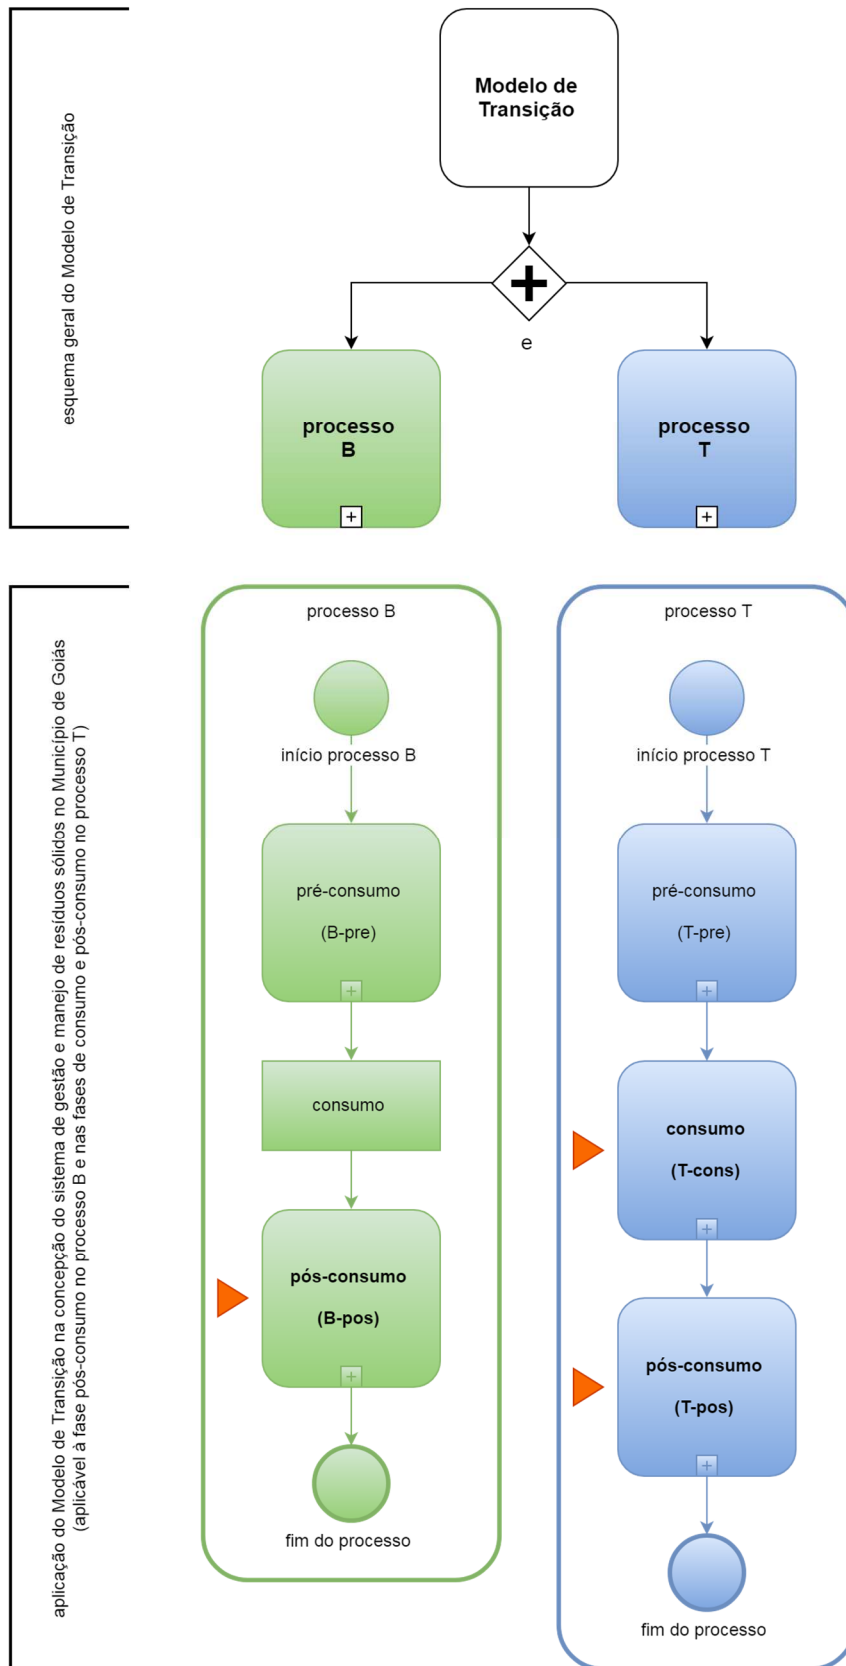 esquema geral do Modelo de Transição
Modelo de
Transição
e
processo
B
+
processo
T
+
aplicação do Modelo de Transição na concepção do sistema de gestão e manejo de resíduos sólidos no Município de Goiás
(aplicável à fase pós-consumo no processo B e nas fases de consumo e pós-consumo no processo T)
processo B
início processo B
pré-consumo
(B-pre)
+
consumo
pós-consumo
(B-pos)
+
fim do processo
processo T
início processo T
pré-consumo
(T-pre)
+
consumo
(T-cons)
+
pós-consumo
(T-pos)
+
fim do processo